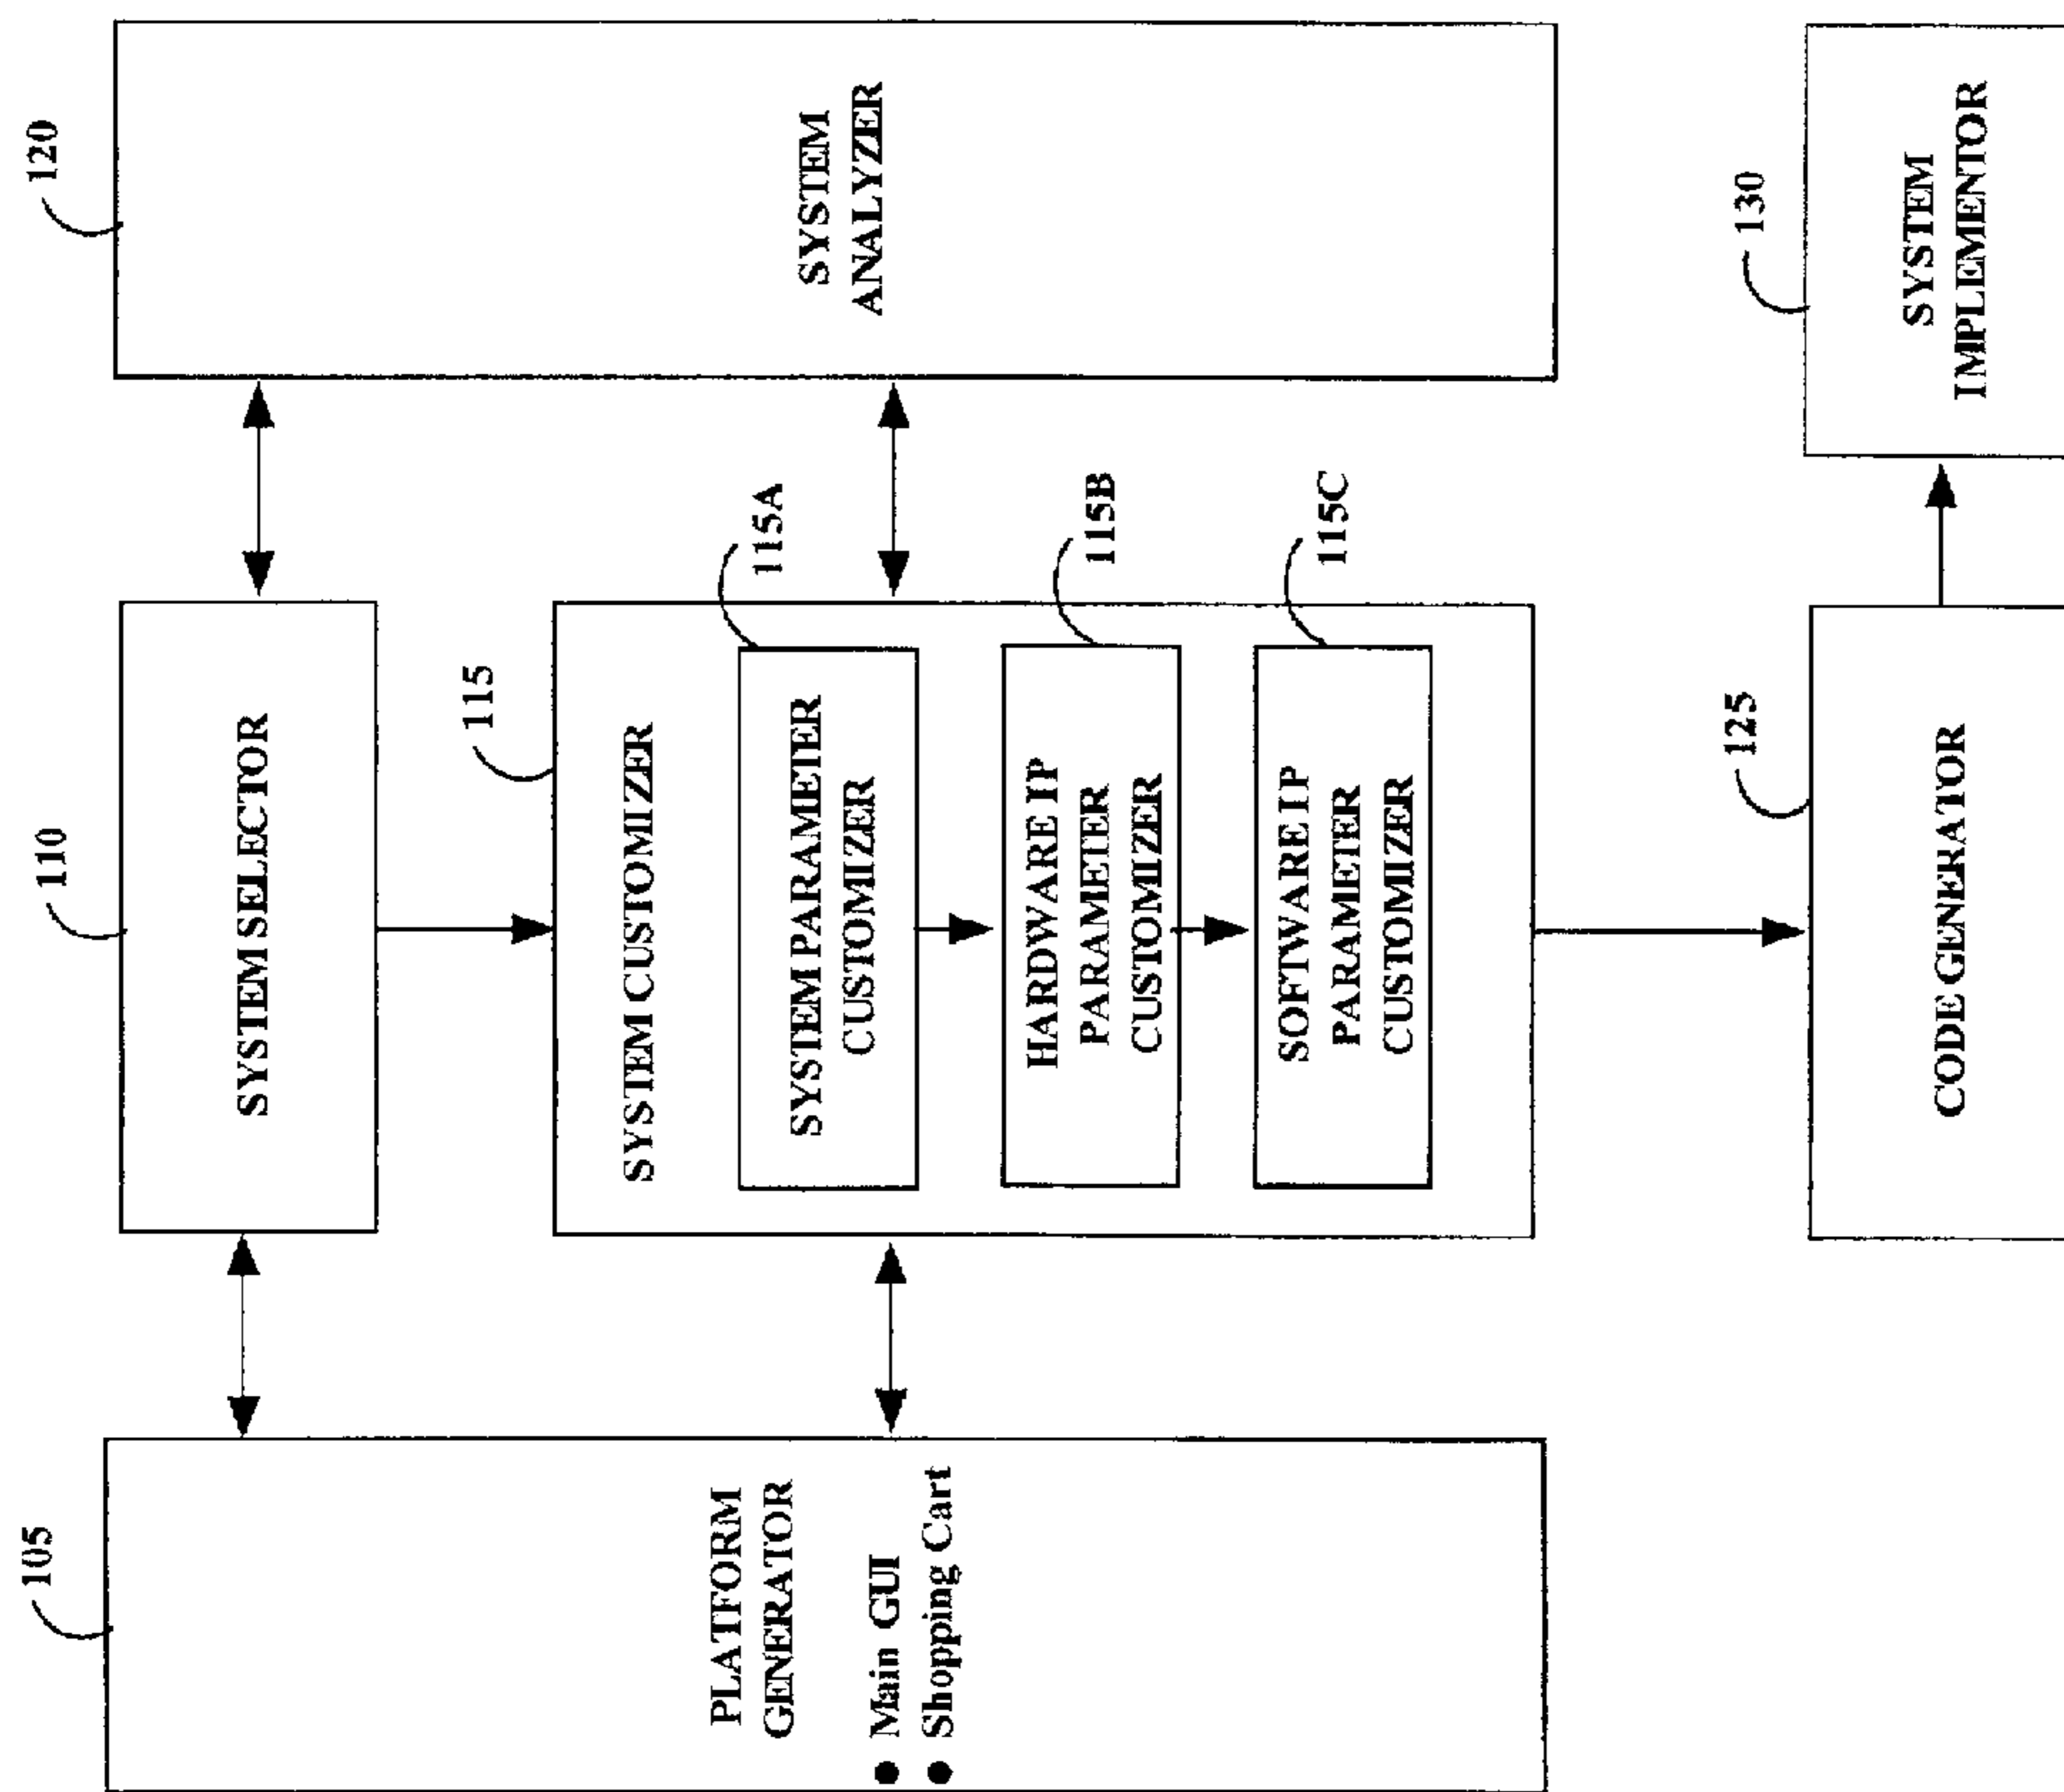 105
PLATFORM
GENERATOR
● Main GUI
● Shopping Cart
110
SYSTEM SELECTOR
115
SYSTEM CUSTOMIZER
115A
SYSTEM PARAMETER
CUSTOMIZER
115B
HARDWARE IP
PARAMETER
CUSTOMIZER
115C
SOFTWARE IP
PARAMETER
CUSTOMIZER
120
SYSTEM
ANALYZER
125
CODE GENERATOR
130
SYSTEM
IMPLEMENTOR